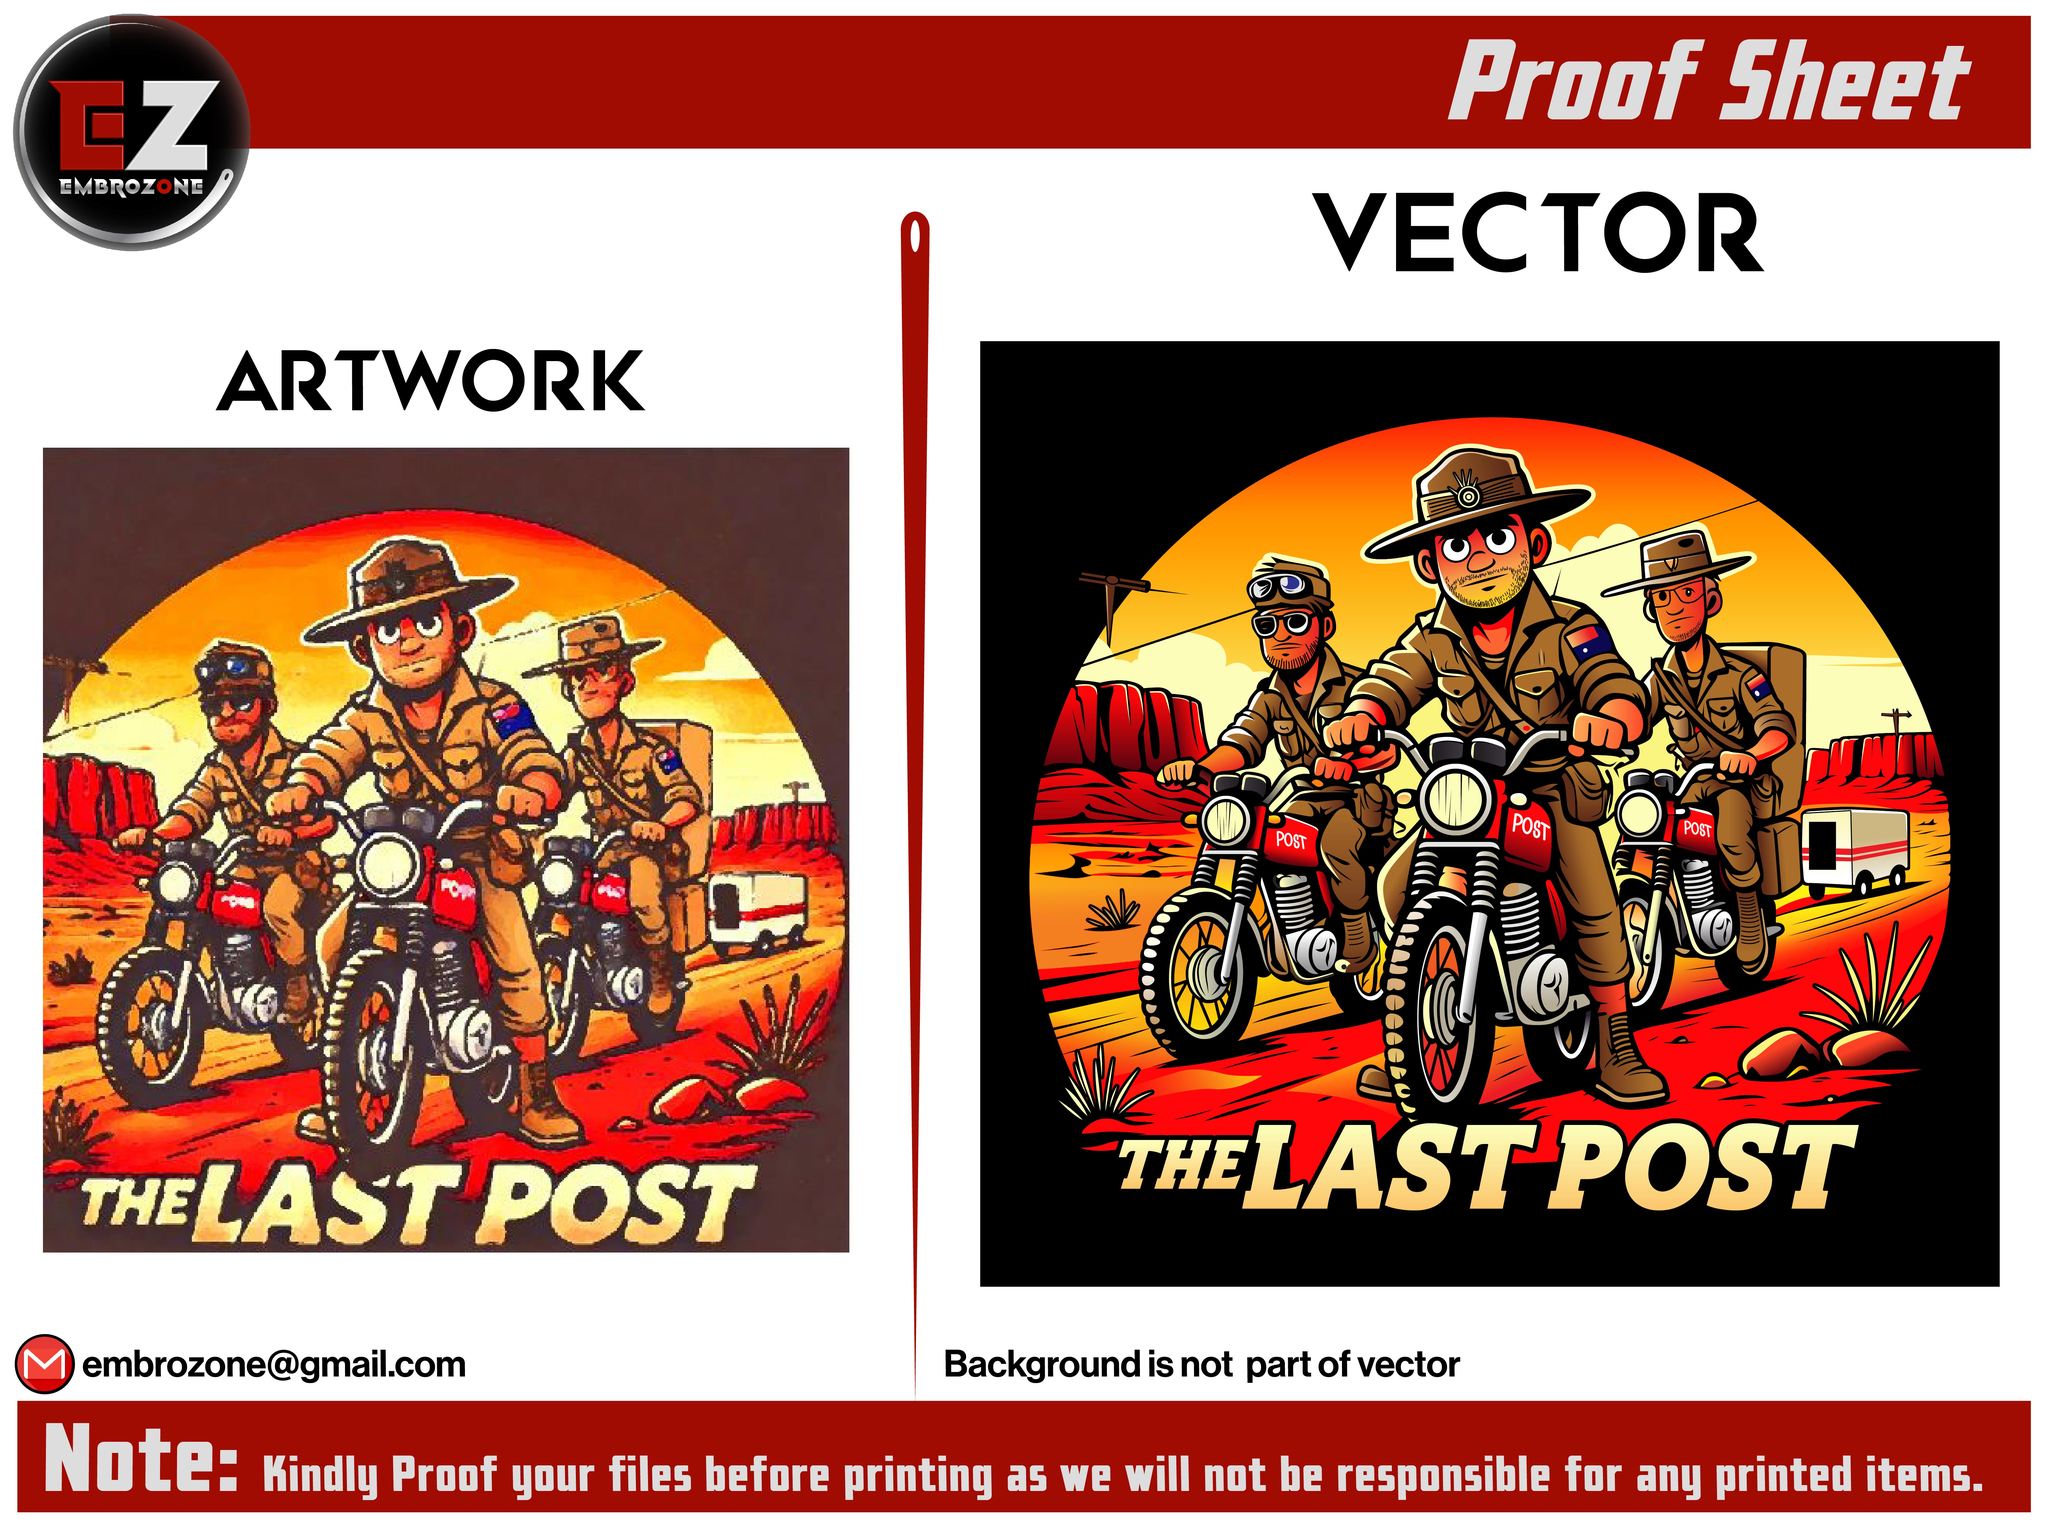 EZ
EMBROZONE
Proof Sheet
VECTOR
ARTWORK
POST
POST
POST
POST
POST
THE LAST POST
THE LAST POST
embrozone@gmail.com
Background is not part of vector
Note: Kindly Proof your files before printing as we will not be responsible for any printed items.